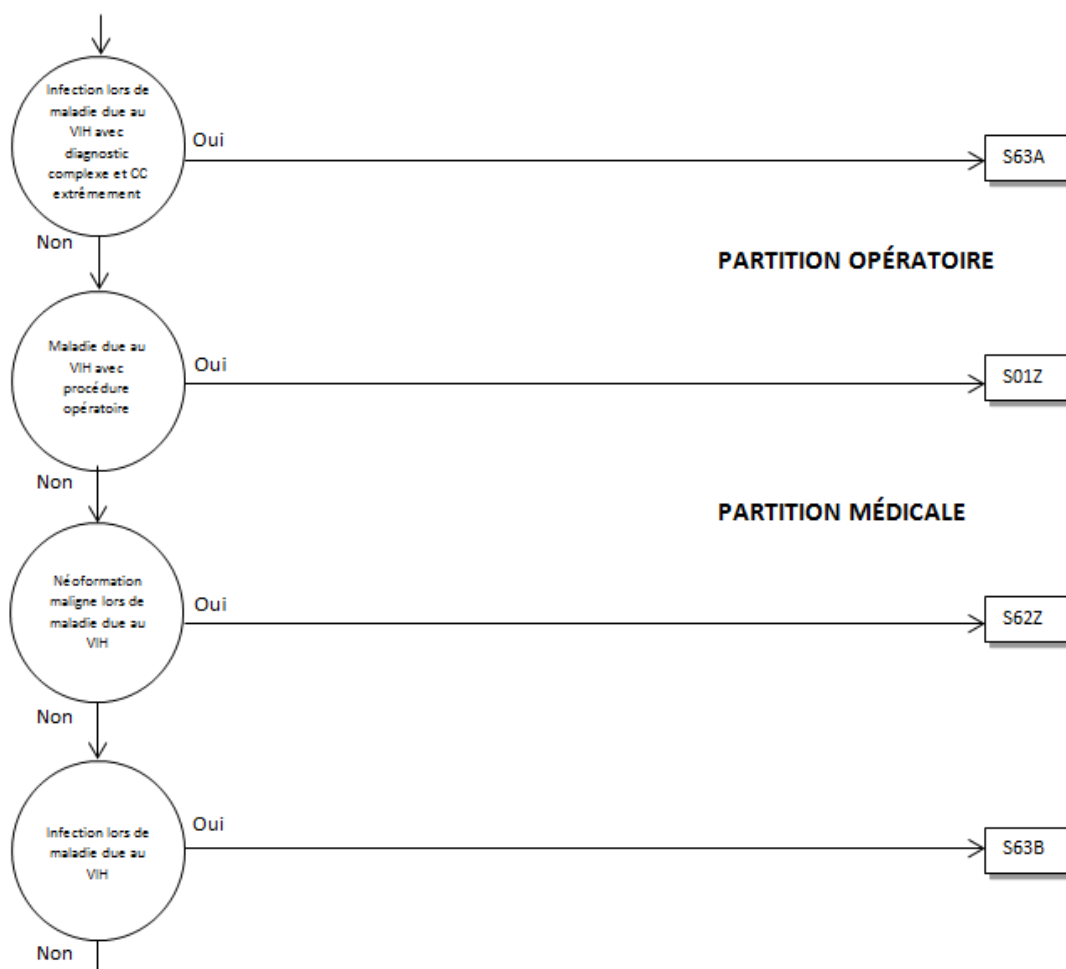 Infection lors de
maladie due au
VIH avec
diagnostic
complexe et CC
extrêmement
Oui
S63A
Non
PARTITION OPÉRATOIRE
Maladie due au
VIH avec
procédure
opératoire
Oui
S01Z
Non
PARTITION MÉDICALE
Néoformation
maligne lors de
maladie due au
VIH
Oui
S62Z
Non
Infection lors de
maladie due au
VIH
Oui
S63B
Non